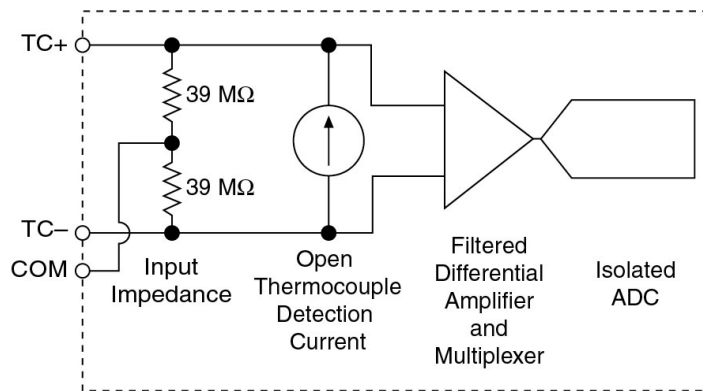 TC+
39 MΩ
39 MΩ
TC–
COM
Input
Impedance
Open
Thermocouple
Detection
Current
Filtered
Differential
Amplifier
and
Multiplexer
Isolated
ADC